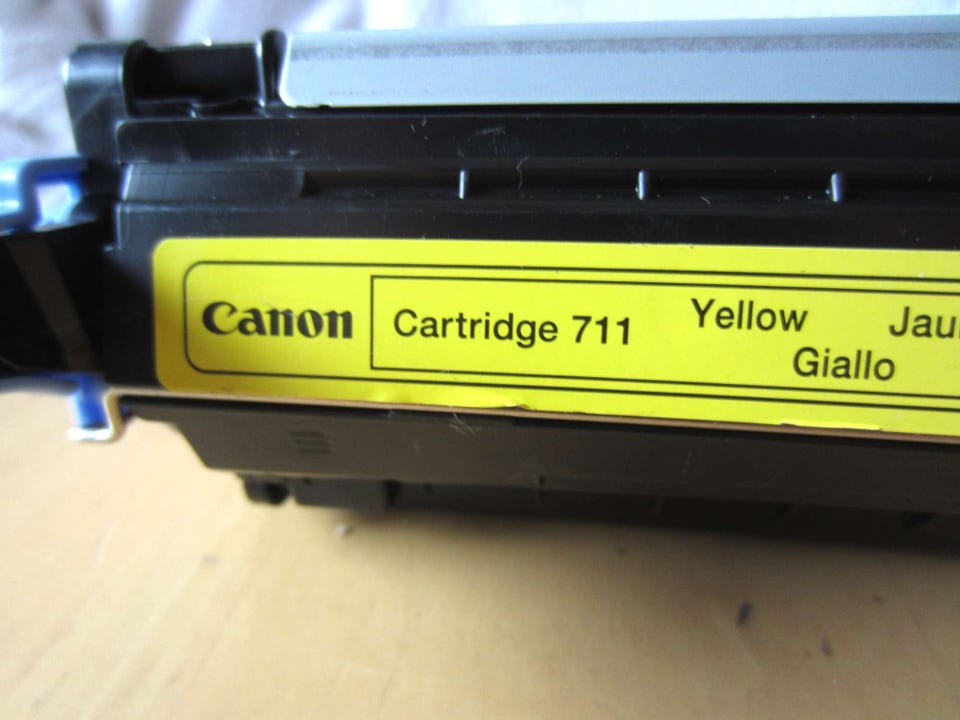 Canon Cartridge 711 Yellow
Giallo